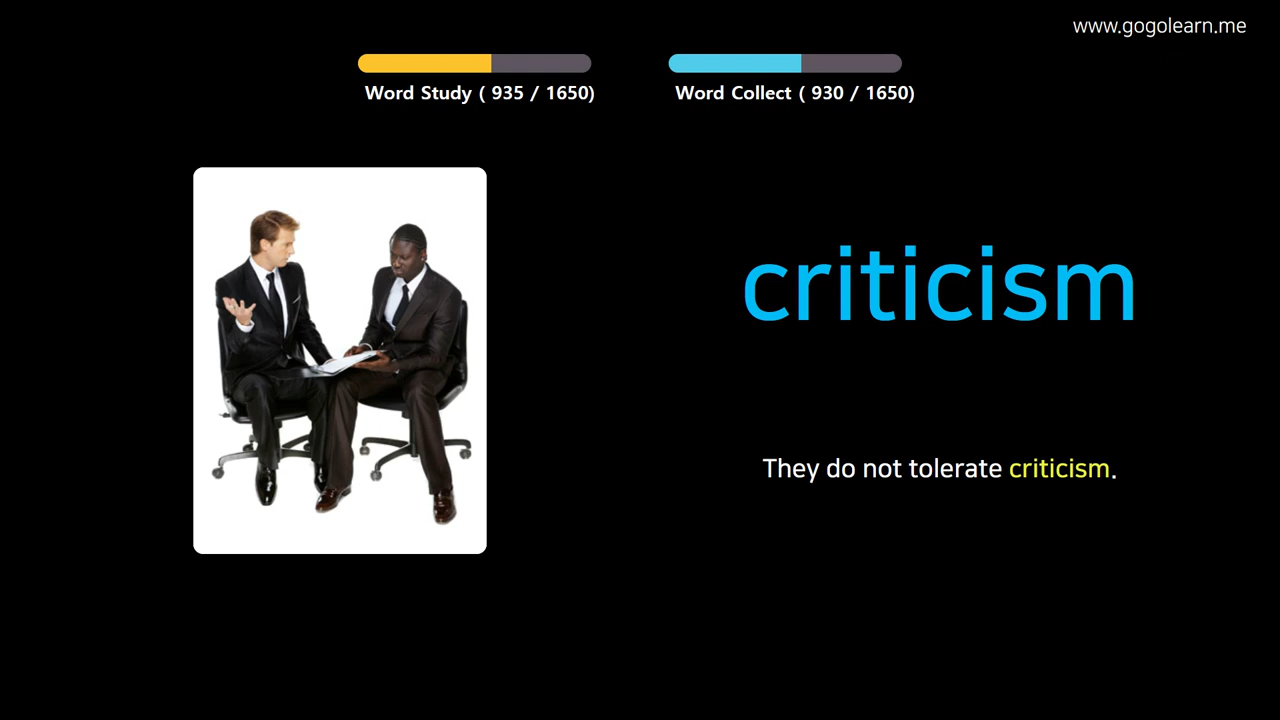 www.gogolearn.me
Word Study ( 935 / 1650)
Word Collect ( 930 / 1650)
criticism
They do not tolerate criticism.